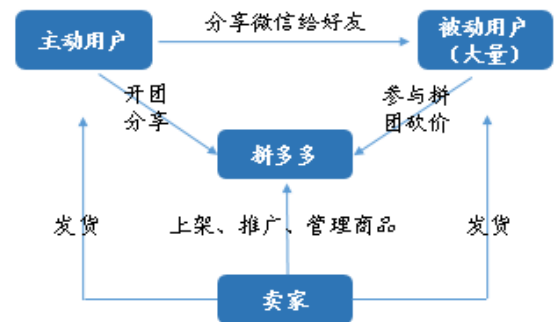 分享微信给好友
主动用户
被动用户
（大量）
开团
分享
参与拼
团砍价
拼多多
发货
上架、推广、管理商品
发货
卖家